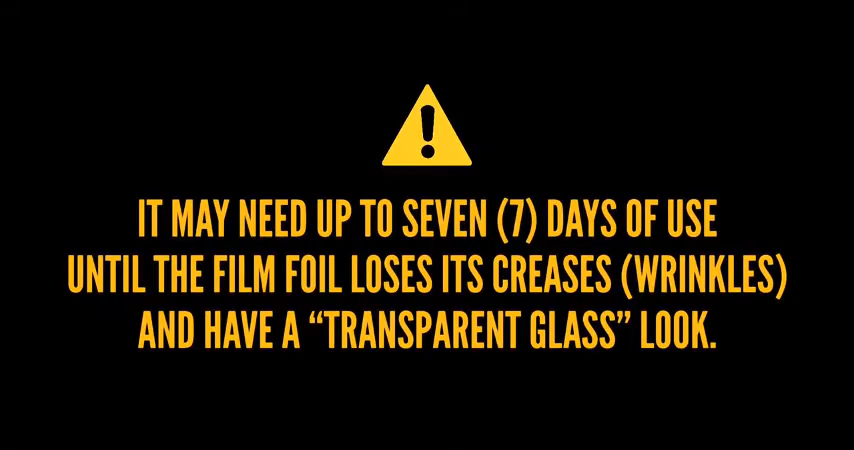 IT MAY NEED UP TO SEVEN (7) DAYS OF USE
UNTIL THE FILM FOIL LOSES ITS CREASES (WRINKLES)
AND HAVE A “TRANSPARENT GLASS” LOOK.